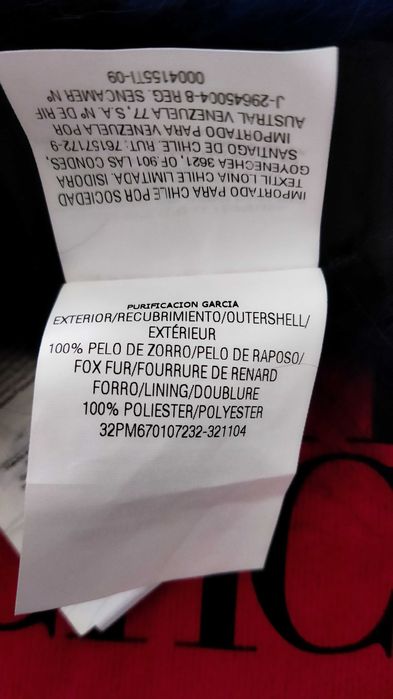 IMPORTADO PARA CHILE POR SOCIEDAD
TEXTIL LONIA CHILE LIMITADA. ISIDORA
GOYENECHEA 3621, OF. 901. LAS CONDES,
SANTIAGO DE CHILE; RUT: 76157172-9
IMPORTADO PARA VENEZUELA POR
AUSTRAL VENEZUELA 77, S.A. Nº DE RIF
J-29645004-8 REG. SENCAMER Nº
0004155TI-09
PURIFICACION GARCIA
EXTERIOR/RECUBRIMIENTO/OUTERSHELL/
EXTÉRIEUR
100% PELO DE ZORRO/PELO DE RAPOSO/
FOX FUR/FOURRURE DE RENARD
FORRO/LINING/DOUBLURE
100% POLIESTER/POLYESTER
32PM670107232-321104